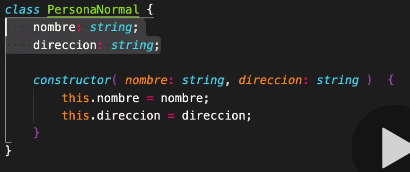 class PersonaNormal {
nombre: string;
direccion: string;
constructor( nombre: string, direccion: string ) {
this.nombre = nombre;
this.direccion = direccion;
}
}